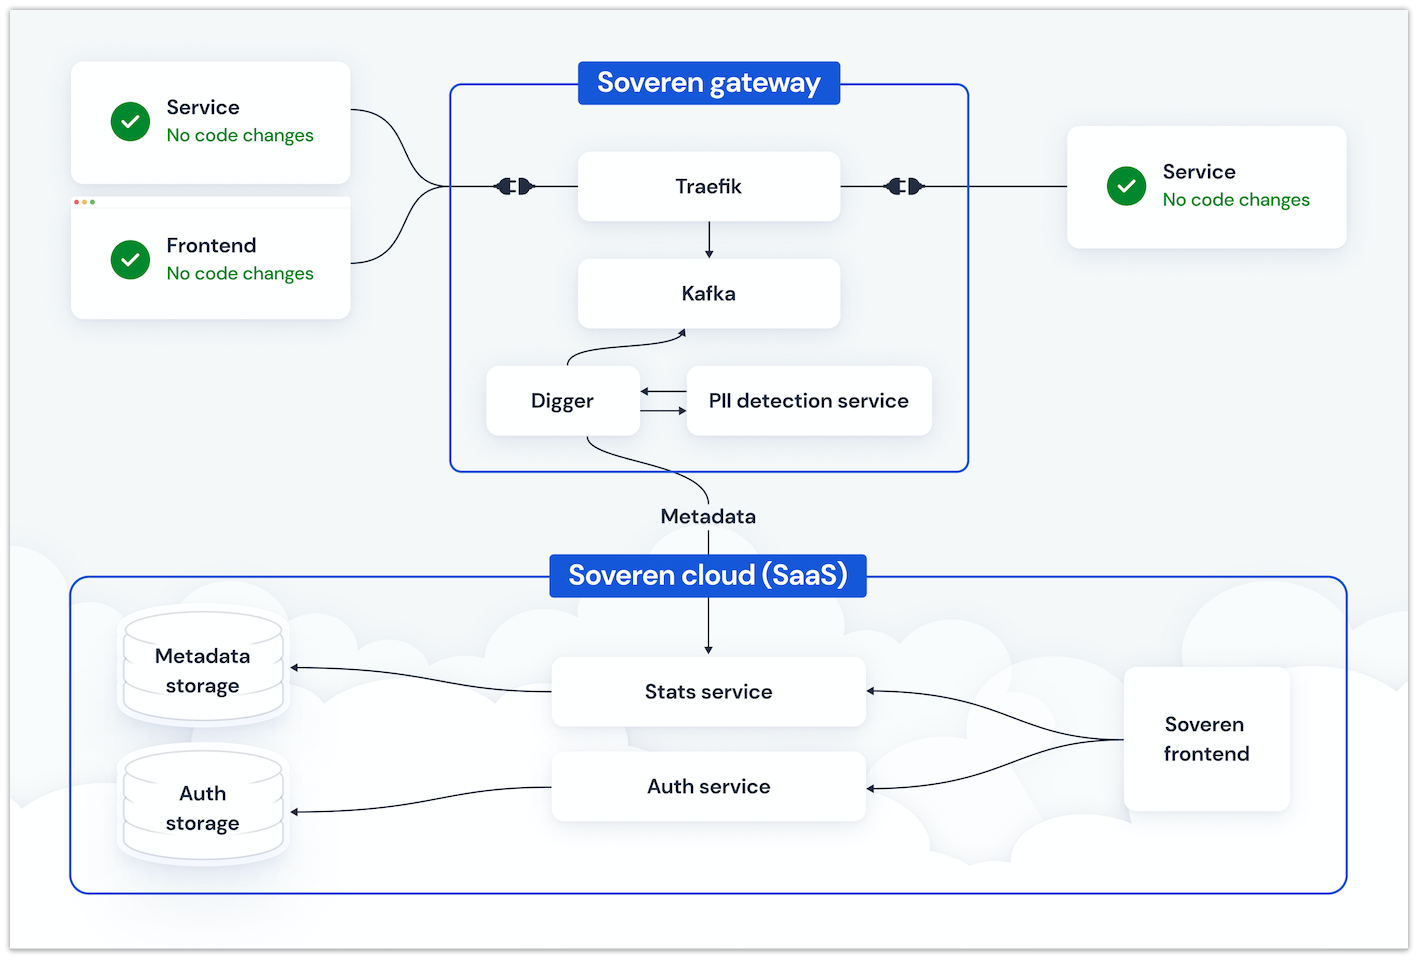 Soveren gateway
Service
No code changes
Frontend
No code changes
Traefik
Service
No code changes
Kafka
Digger
PII detection service
Metadata
Soveren cloud (SaaS)
Metadata
storage
Stats service
Soveren
frontend
Auth
storage
Auth service